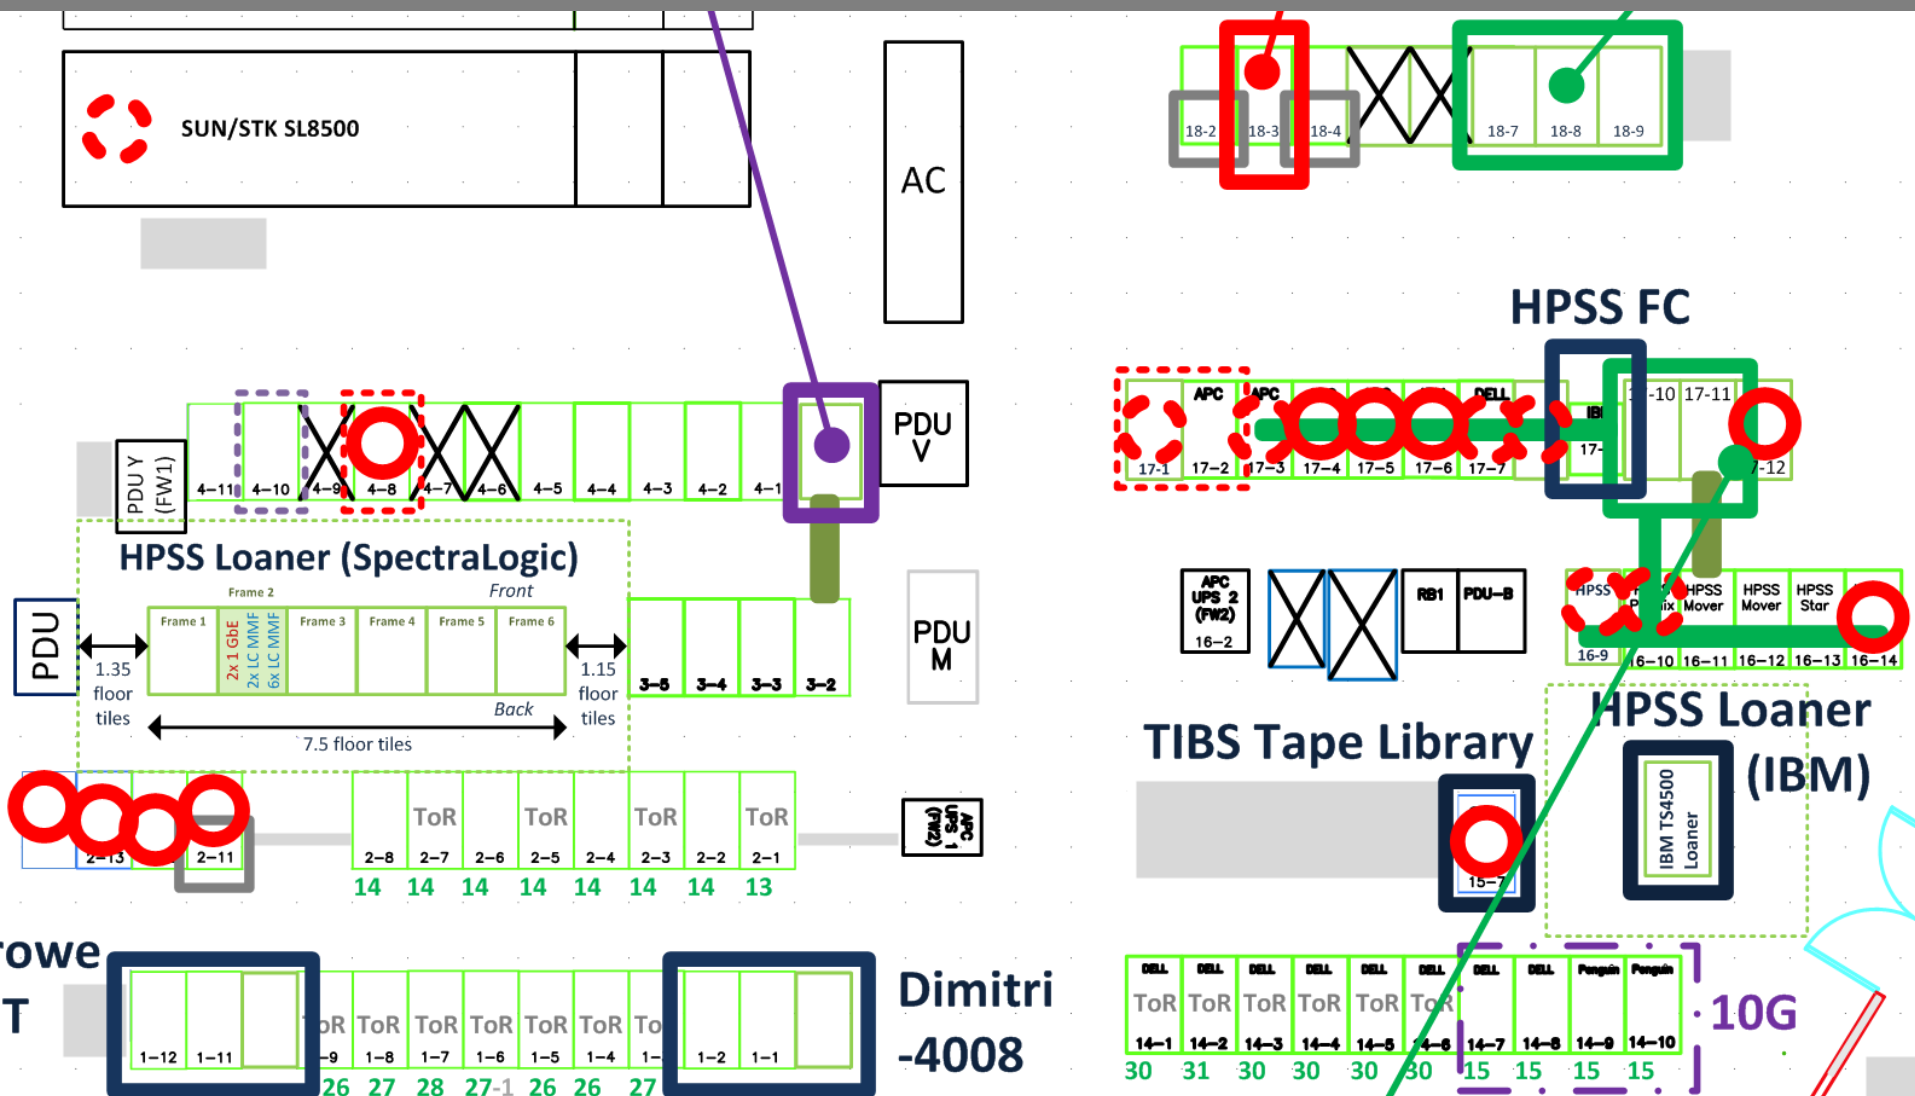 SUN/STK SL8500
AC
18-2
18-3
18-4
18-7
18-8
18-9
HPSS FC
PDU Y
(FW1)
4-11
4-10
4-9
4-8
4-7
4-6
4-5
4-4
4-3
4-2
4-1
PDU
V
APC
APC
DELL
17-10
17-11
17-1
17-2
17-3
17-4
17-5
17-6
17-7
17-
17-12
HPSS Loaner (SpectraLogic)
Frame 2
Front
Frame 1
2x 1 GbE
2x LC MMF
6x LC MMF
Frame 3
Frame 4
Frame 5
Frame 6
Back
PDU
1.35
floor
tiles
1.15
floor
tiles
7.5 floor tiles
3-5
3-4
3-3
3-2
PDU
M
APC
UPS 2
(FW2)
16-2
RB1
PDU-B
HPSS
HPSS
Mover
HPSS
Mover
HPSS
Star
16-9
16-10
16-11
16-12
16-13
16-14
TIBS Tape Library
HPSS Loaner
(IBM)
IBM TS4500
Loaner
15-7
2-13
2-11
ToR
ToR
ToR
ToR
2-8
2-7
2-6
2-5
2-4
2-3
2-2
2-1
14
14
14
14
14
14
14
13
APC
UPS 1
(FW2)
rowe
T
1-12
1-11
ToR
ToR
ToR
ToR
ToR
ToR
To
-9
1-8
1-7
1-6
1-5
1-4
1-
1-2
1-1
26
27
28
27-1
26
26
27
Dimitri
-4008
DELL
DELL
DELL
DELL
DELL
DELL
DELL
DELL
Penguin
Penguin
ToR
ToR
ToR
ToR
ToR
ToR
14-1
14-2
14-3
14-4
14-5
14-6
14-7
14-8
14-9
14-10
30
31
30
30
30
30
15
15
15
15
10G